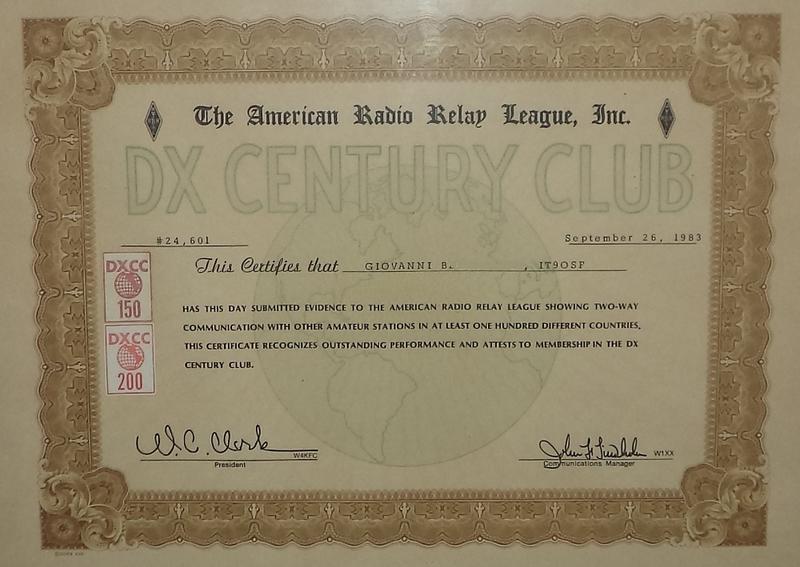 The American Radio Relay League, Inc.
DX CENTURY CLUB
#24,601
September 26, 1983
This Certifies that GIOVANNI B. , IT9OSF
DXCC
150
HAS THIS DAY SUBMITTED EVIDENCE TO THE AMERICAN RADIO RELAY LEAGUE SHOWING TWO-WAY
COMMUNICATION WITH OTHER AMATEUR STATIONS IN AT LEAST ONE HUNDRED DIFFERENT COUNTRIES.
THIS CERTIFICATE RECOGNIZES OUTSTANDING PERFORMANCE AND ATTESTS TO MEMBERSHIP IN THE DX
CENTURY CLUB.
DXCC
200
W.C. Clark W4KFC
President
John F. Lindholm W1XX
Communications Manager